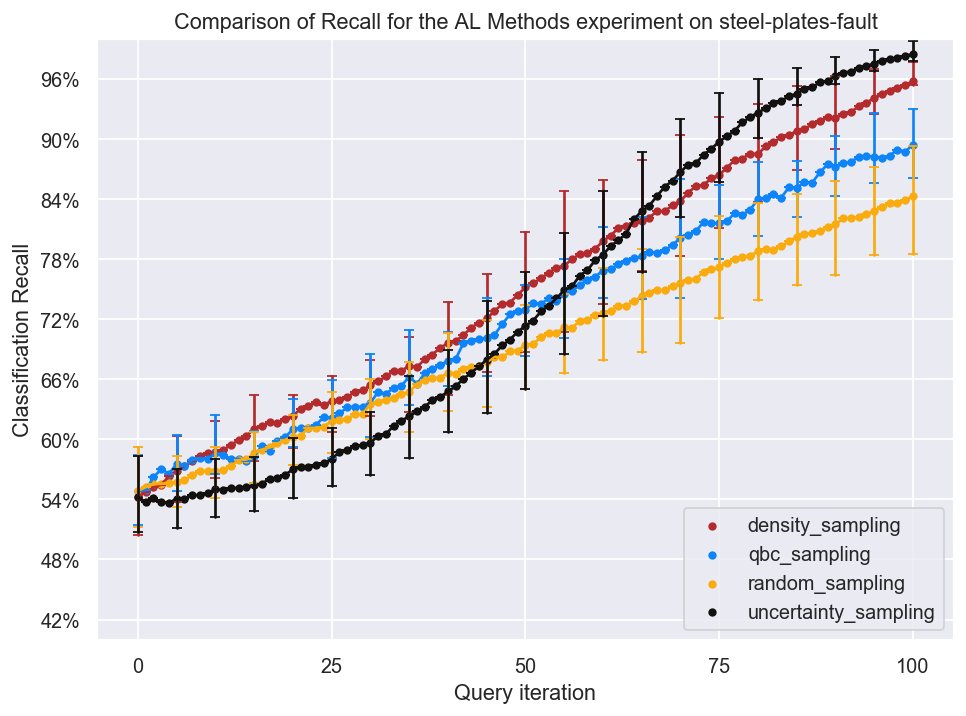 Comparison of Recall for the AL Methods experiment on steel-plates-fault
96%
90%
84%
78%
72%
66%
60%
54%
48%
42%
Classification Recall
density_sampling
qbc_sampling
random_sampling
uncertainty_sampling
0
25
50
75
100
Query iteration